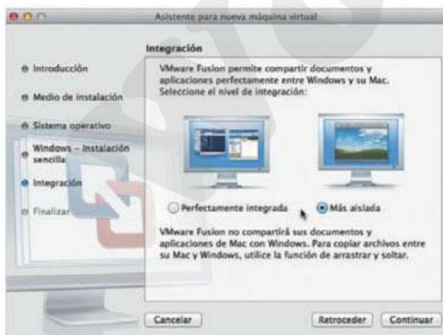 Asistente para nueva máquina virtual
Integración
Introducción
Medio de instalación
Sistema operativo
Windows – Instalación
sencilla
Integración
Finalizar
VMware Fusion permite compartir documentos y
aplicaciones perfectamente entre Windows y su Mac.
Seleccione el nivel de integración:
Perfectamente integrada
Más aislada
VMware Fusion no compartirá sus documentos y
aplicaciones de Mac con Windows. Para copiar archivos entre
su Mac y Windows, utilice la función de arrastrar y soltar.
Cancelar
Retroceder
Continuar